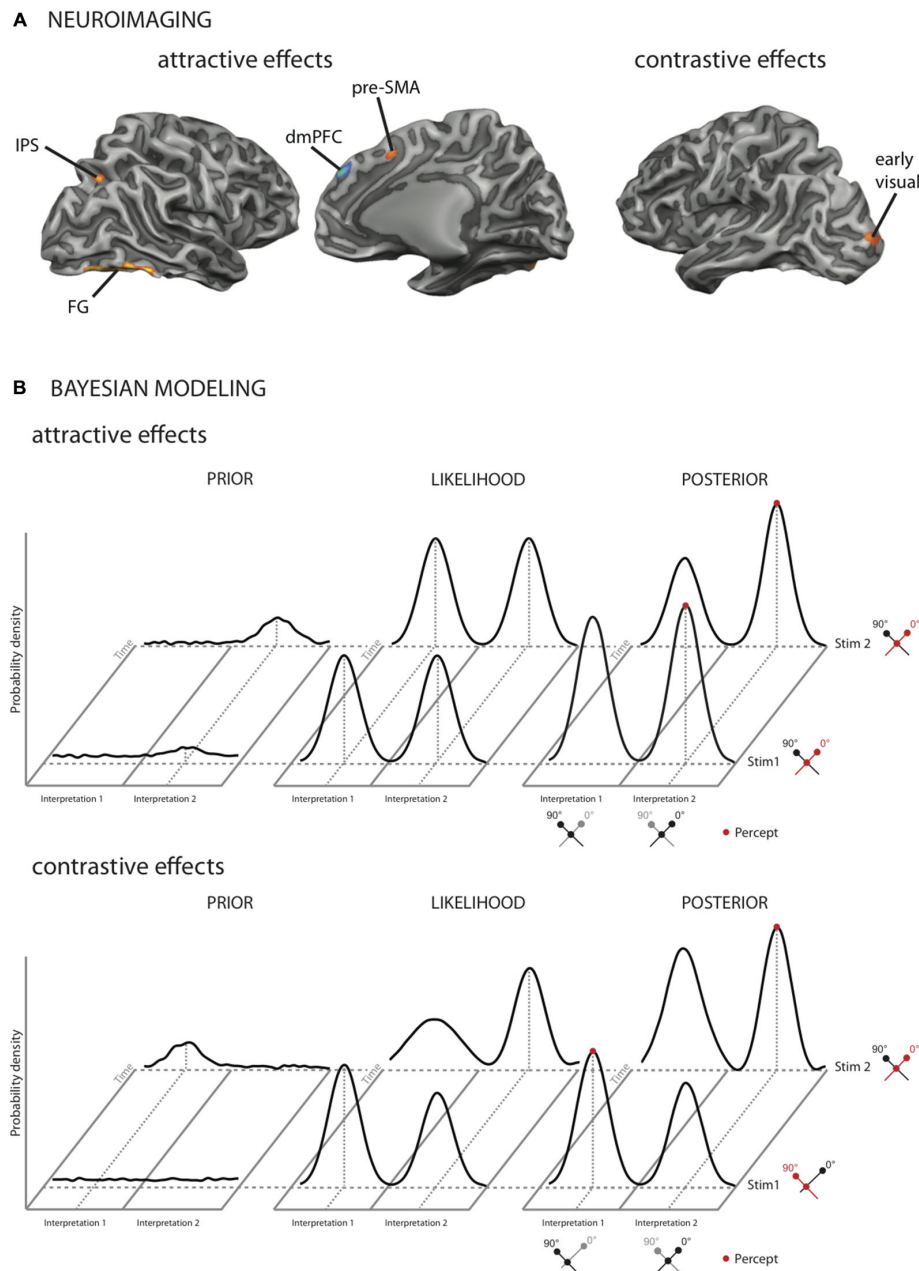 A NEUROIMAGING
attractive effects
contrastive effects
pre-SMA
dmPFC
IPS
early
visual
FG
B BAYESIAN MODELING
attractive effects
PRIOR LIKELIHOOD POSTERIOR
Probability density
Time Time Time
90° 0°
Stim 2
90° 0°
Stim1
Interpretation 1 Interpretation 2 Interpretation 1 Interpretation 2 Interpretation 1 Interpretation 2
90° 0° 90° 0°
Percept
contrastive effects
PRIOR LIKELIHOOD POSTERIOR
Probability density
Time Time Time
90° 0°
Stim 2
90° 0°
Stim1
Interpretation 1 Interpretation 2 Interpretation 1 Interpretation 2 Interpretation 1 Interpretation 2
90° 0° 90° 0°
Percept